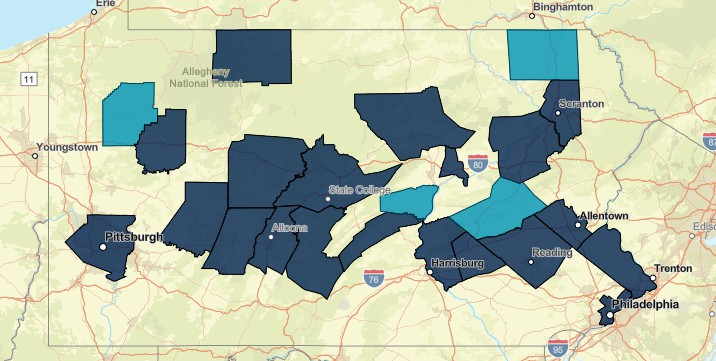 Erie
Binghamton
Allegheny
National Forest
11
Scranton
Youngstown
80
State College
Allentown
Altoona
Pittsburgh
Harrisburg
Reading
Trenton
76
Philadelphia
95